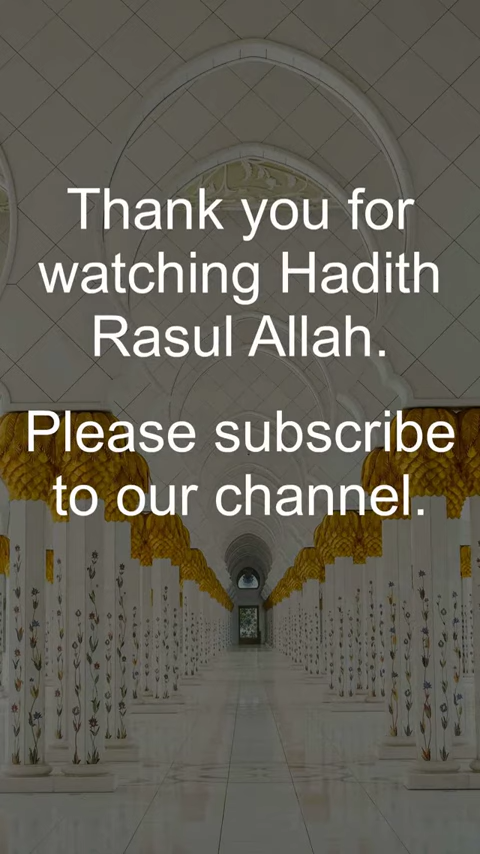 Thank you for
watching Hadith
Rasul Allah.
Please subscribe
to our channel.